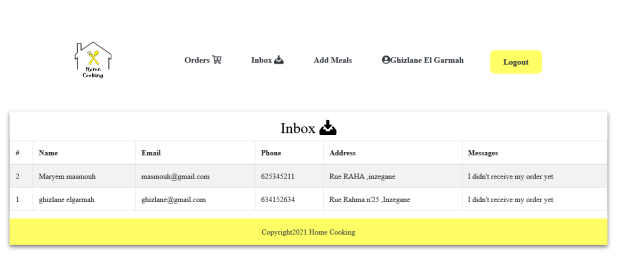 Home
Cooking
Orders Inbox Add Meals Ghizlane El Garmah Logout
Inbox
# Name Email Phone Address Messages
2 Maryem masmouh masmouh@gmail.com 625345211 Rue RAHA ,inzegane I didn't receive my order yet
1 ghizlane elgarmah ghizlane@gmail.com 634152634 Rue Rahma n'25 ,Inzegane I didn't receive my order yet
Copyright2021 Home Cooking